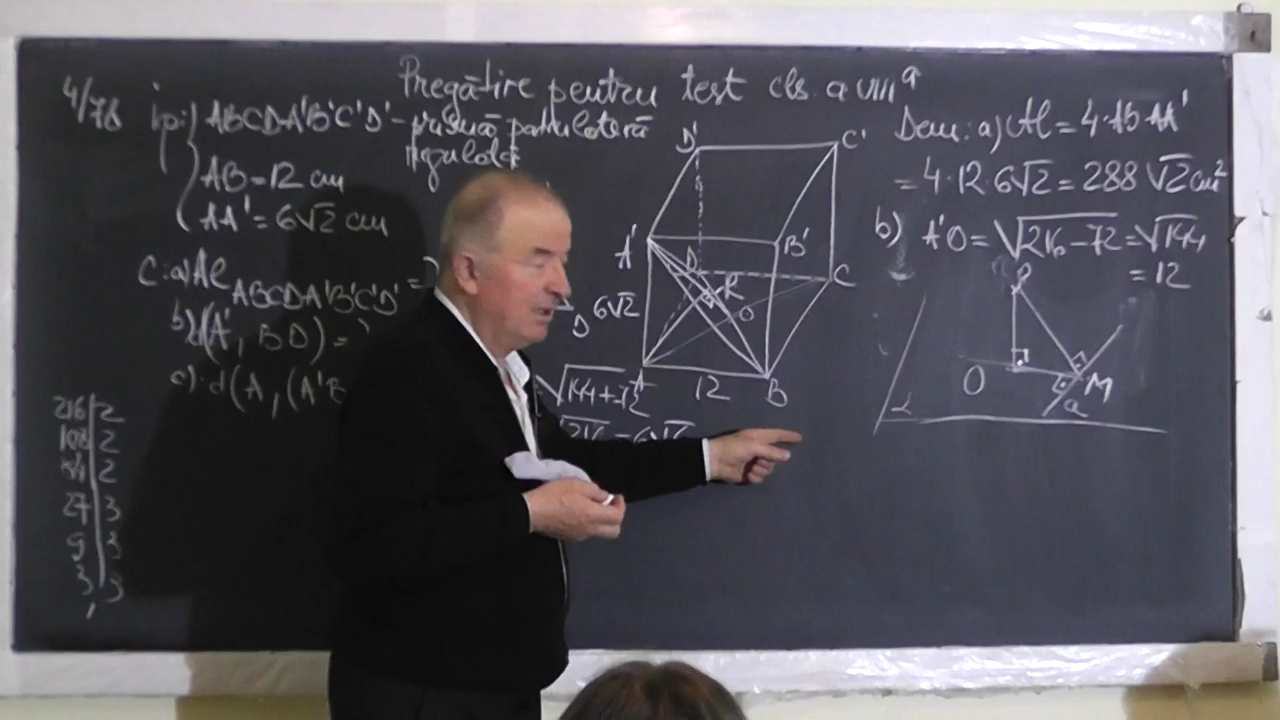 Pregătire pentru test cls. a VIII a
4/78
ip: ABCDA'B'C'D' - prismă patrulateră
regulată
AB=12 cm
AA'=6√2 cm
C: a) Al ABCDA'B'C'D' = ?
b) d(A', BD) = ?
c) d(A, (A'B
216 | 2
108 | 2
54 | 2
27 | 3
9 | 3
3 | 3
D'
C'
A'
B'
D
C
R
O
6√2
A
12
B
√144+72
√216 = 6√6
Dem: a) Al = 4·AB·AA'
= 4·12·6√2 = 288√2 cm²
b) A'O = √216-72 = √144
= 12
P
O
M
a
α